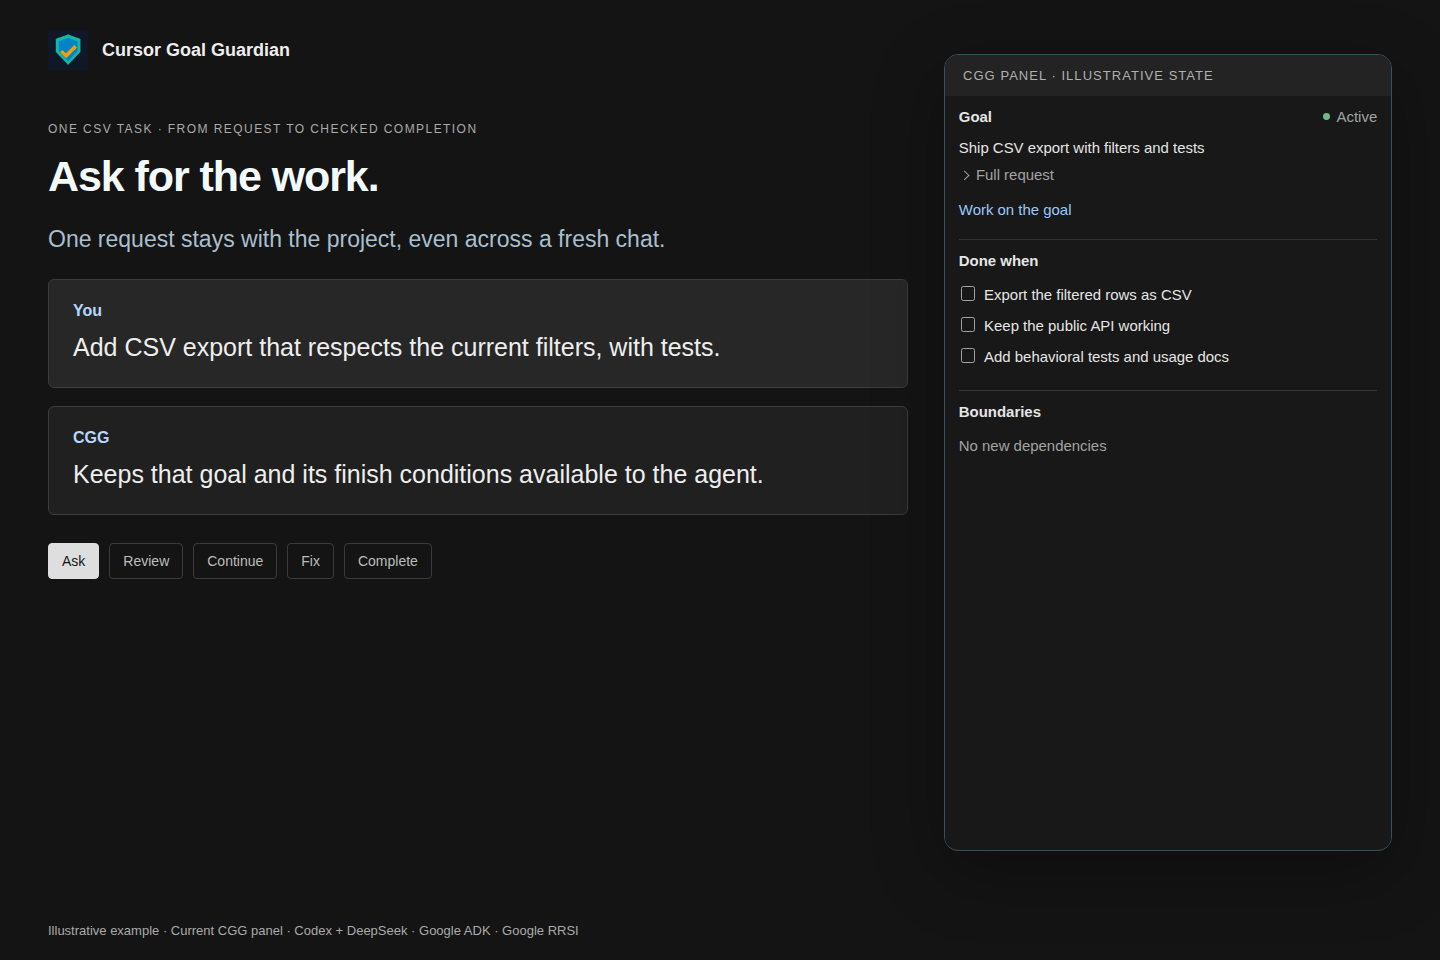 Cursor Goal Guardian
ONE CSV TASK · FROM REQUEST TO CHECKED COMPLETION
Ask for the work.
One request stays with the project, even across a fresh chat.
You
Add CSV export that respects the current filters, with tests.
CGG
Keeps that goal and its finish conditions available to the agent.
Ask Review Continue Fix Complete
CGG PANEL · ILLUSTRATIVE STATE
Goal Active
Ship CSV export with filters and tests
Full request
Work on the goal
Done when
Export the filtered rows as CSV
Keep the public API working
Add behavioral tests and usage docs
Boundaries
No new dependencies
Illustrative example · Current CGG panel · Codex + DeepSeek · Google ADK · Google RRSI